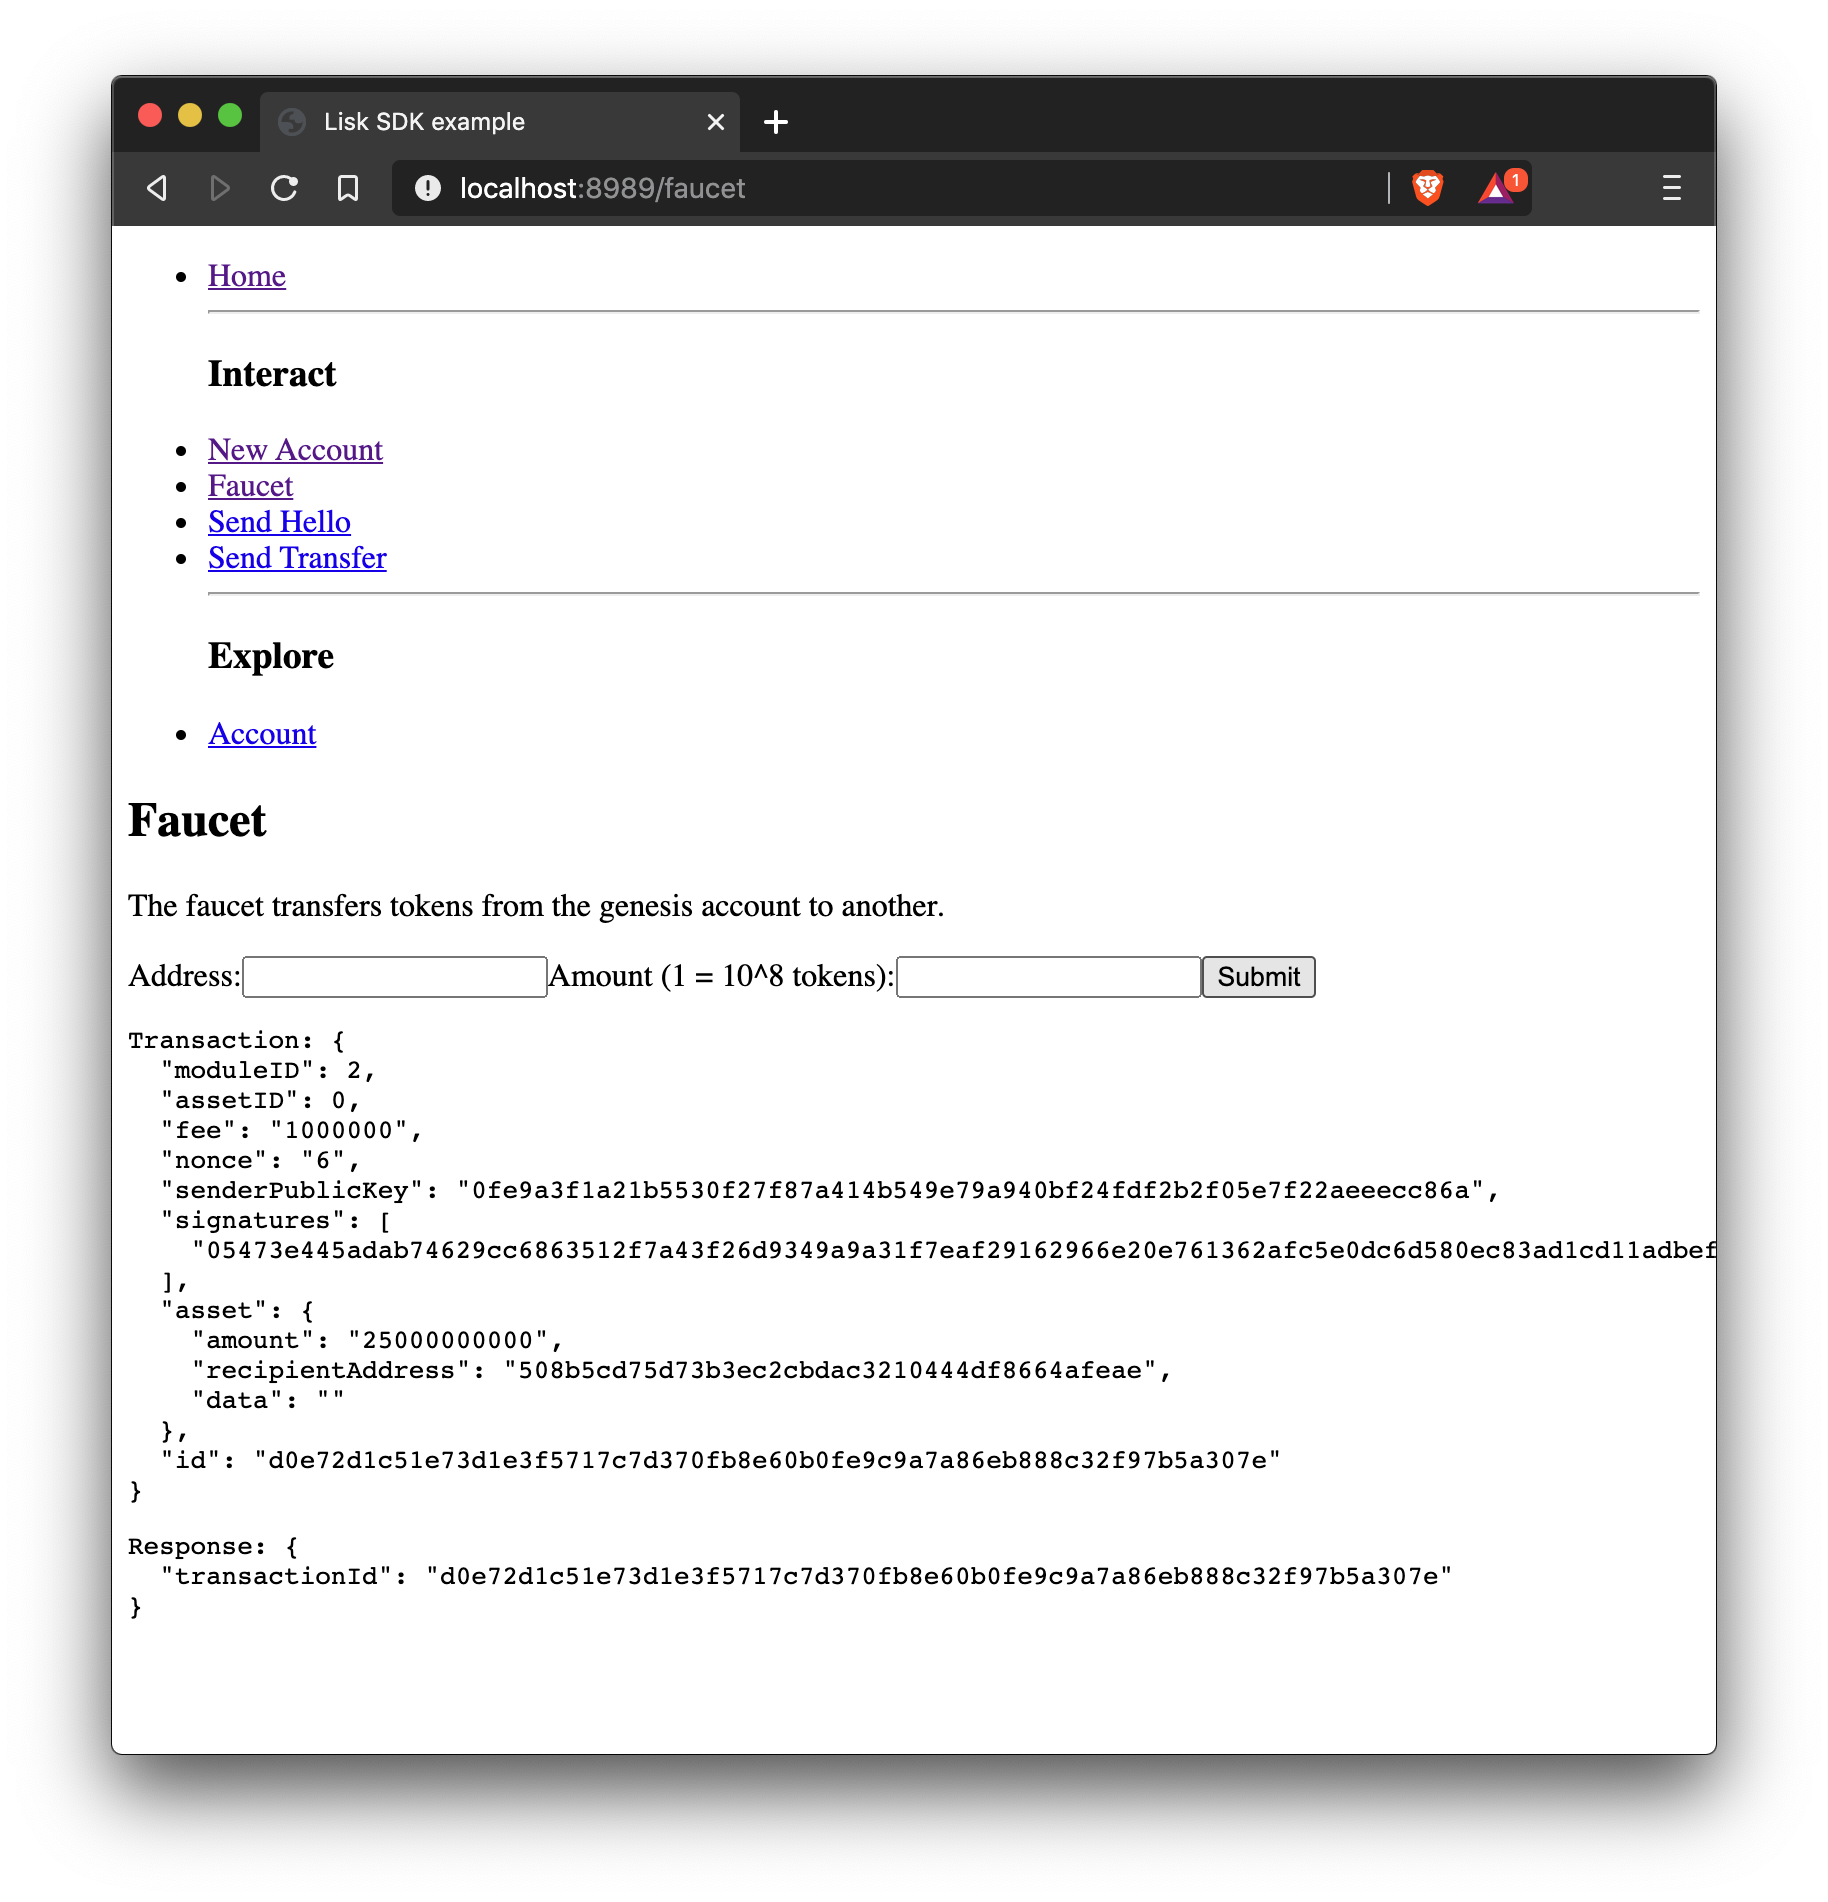 Lisk SDK example
localhost:8989/faucet
1
Home
Interact
New Account
Faucet
Send Hello
Send Transfer
Explore
Account
Faucet
The faucet transfers tokens from the genesis account to another.
Address: Amount (1 = 10^8 tokens): Submit
Transaction: {
"moduleID": 2,
"assetID": 0,
"fee": "1000000",
"nonce": "6",
"senderPublicKey": "0fe9a3f1a21b5530f27f87a414b549e79a940bf24fdf2b2f05e7f22aeeecc86a",
"signatures": [
"05473e445adab74629cc6863512f7a43f26d9349a9a31f7eaf29162966e20e761362afc5e0dc6d580ec83ad1cd11adbef
],
"asset": {
"amount": "25000000000",
"recipientAddress": "508b5cd75d73b3ec2cbdac3210444df8664afeae",
"data": ""
},
"id": "d0e72d1c51e73d1e3f5717c7d370fb8e60b0fe9c9a7a86eb888c32f97b5a307e"
}
Response: {
"transactionId": "d0e72d1c51e73d1e3f5717c7d370fb8e60b0fe9c9a7a86eb888c32f97b5a307e"
}